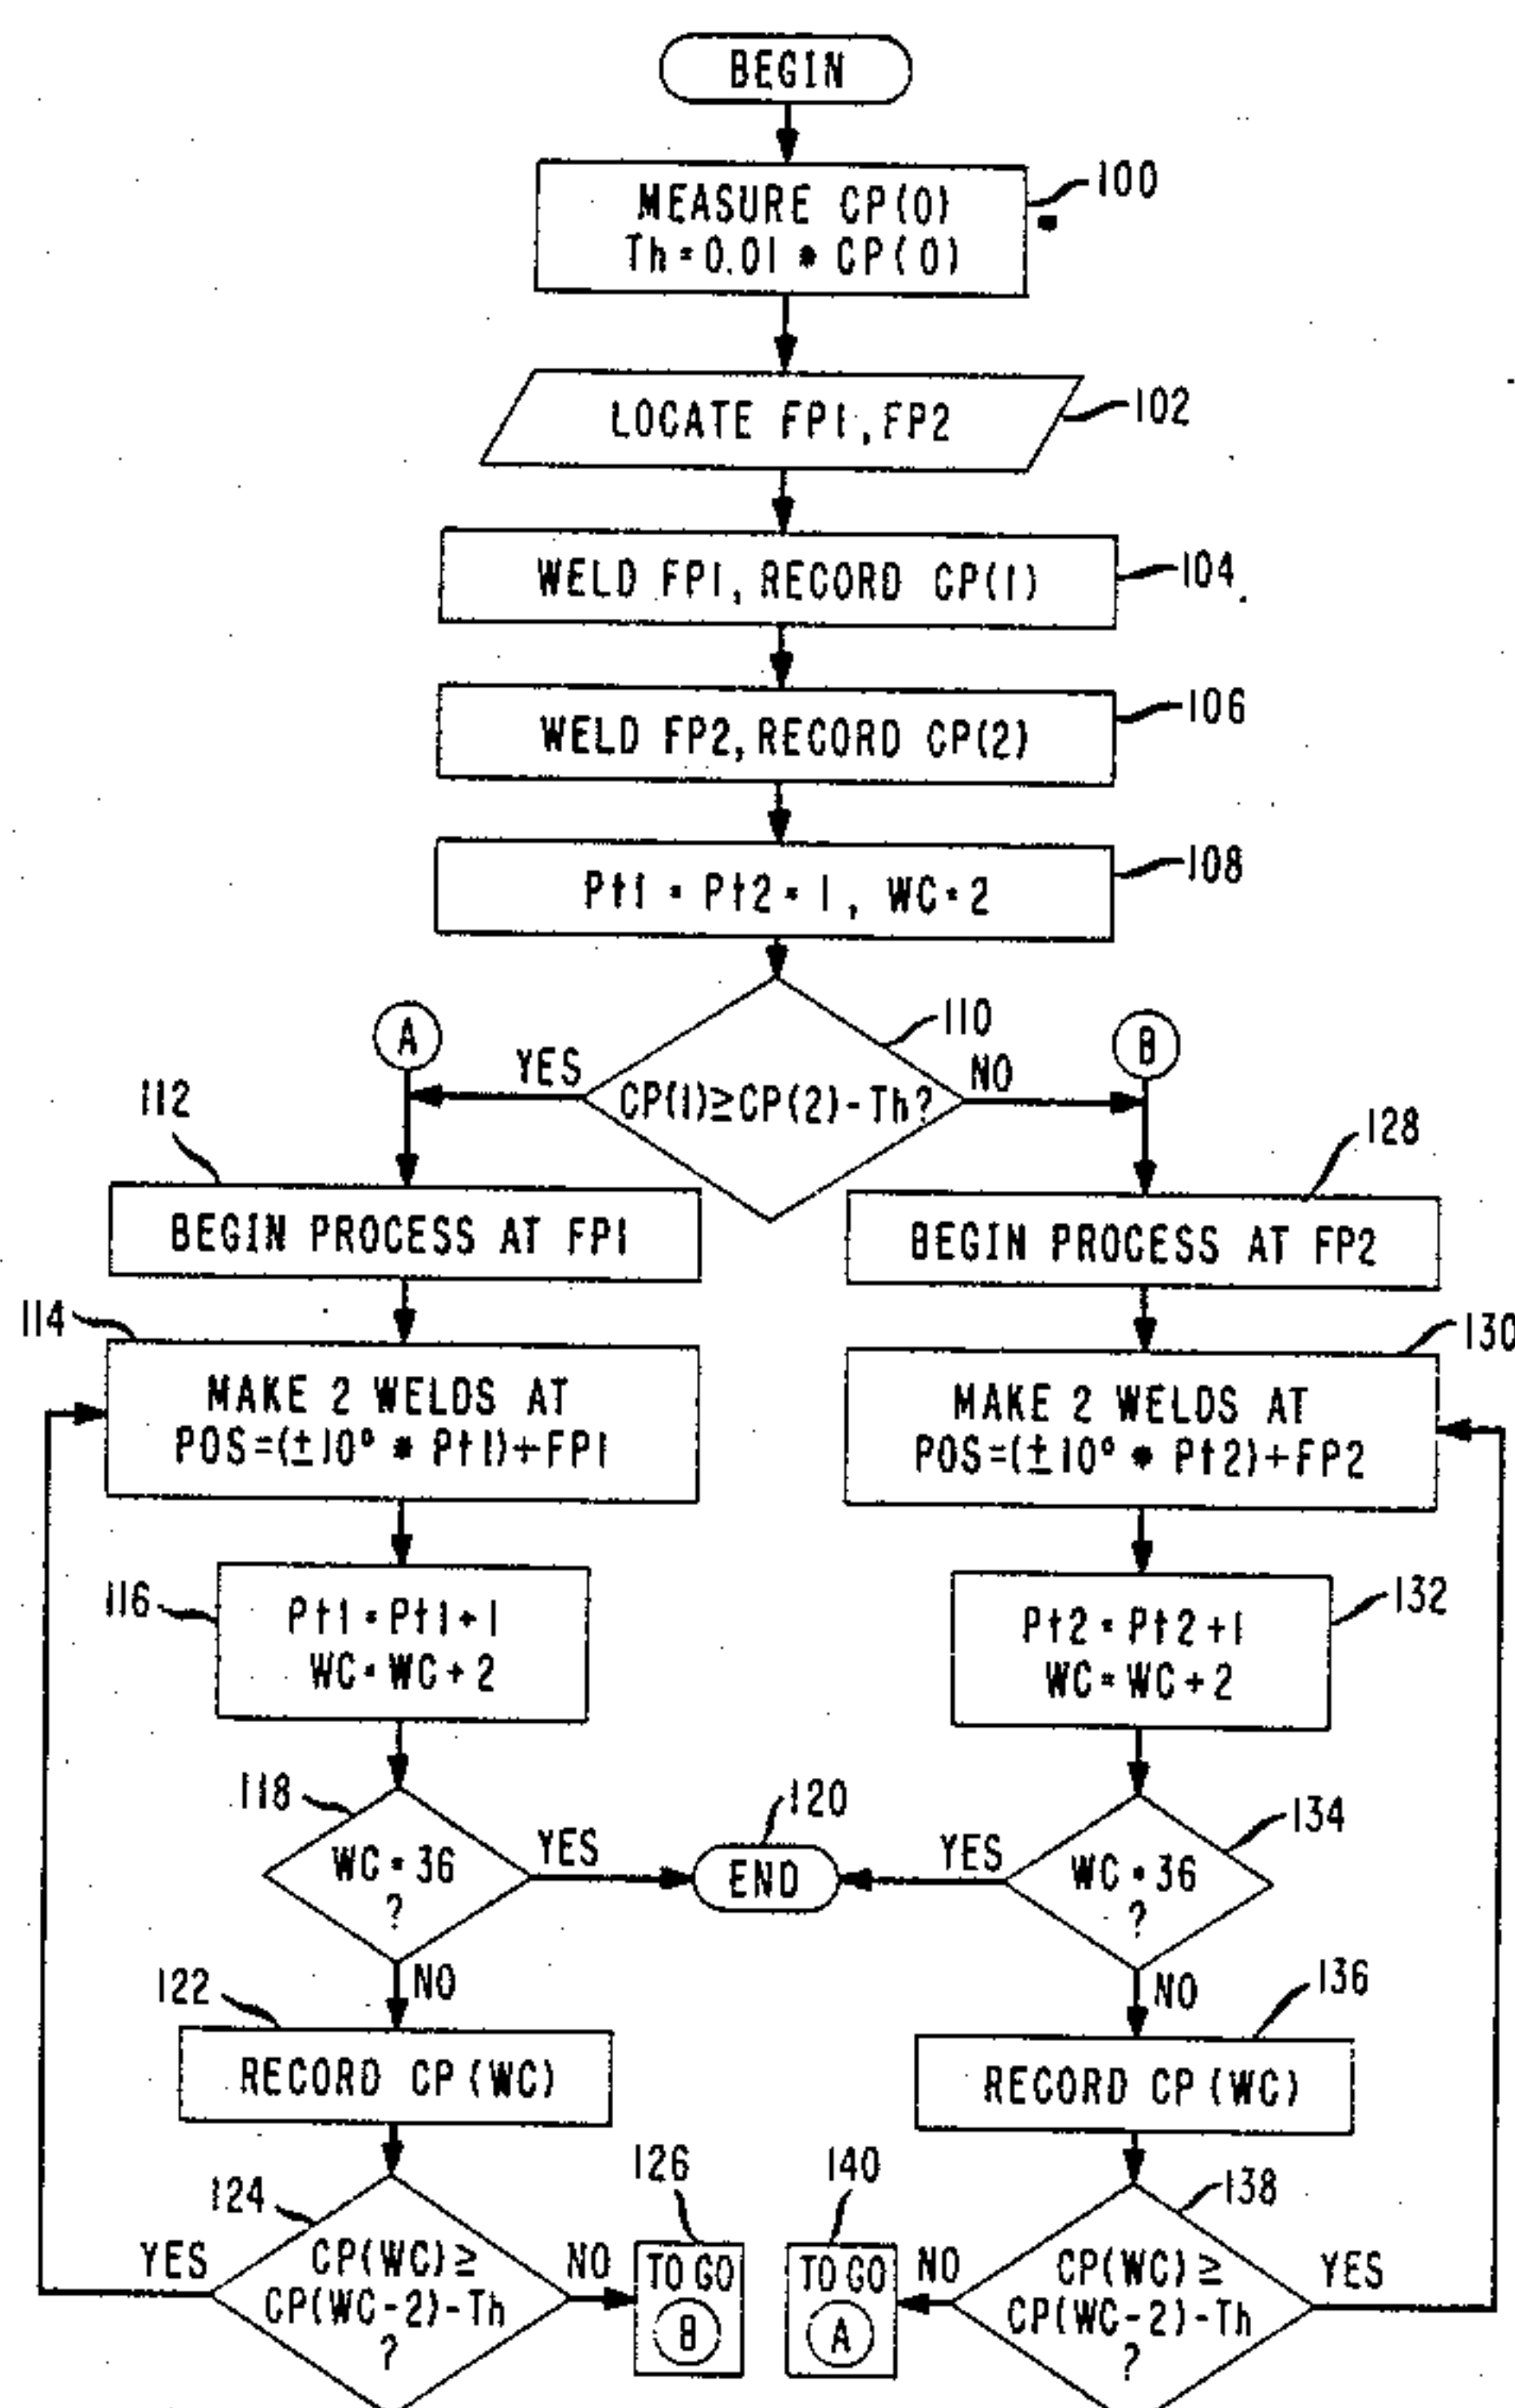 BEGIN
MEASURE CP(0)
Th=0.01 * CP(0)
100
LOCATE FP1, FP2
102
WELD FP1, RECORD CP(1)
104
WELD FP2, RECORD CP(2)
106
Pt1 = Pt2 = 1, WC=2
108
A
YES
CP(1)≥CP(2)-Th?
110
NO
B
112
BEGIN PROCESS AT FP1
128
BEGIN PROCESS AT FP2
114
MAKE 2 WELDS AT
POS=(±10° * Pt1)+FP1
130
MAKE 2 WELDS AT
POS=(±10° * Pt2)+FP2
116
Pt1 = Pt1+1
WC=WC+2
132
Pt2 = Pt2+1
WC=WC+2
118
WC=36
?
YES
120
END
YES
134
WC=36
?
NO
NO
122
RECORD CP(WC)
136
RECORD CP(WC)
124
YES
CP(WC)≥
CP(WC-2)-Th
?
NO
126
TO GO
B
140
TO GO
A
NO
138
CP(WC)≥
CP(WC-2)-Th
?
YES